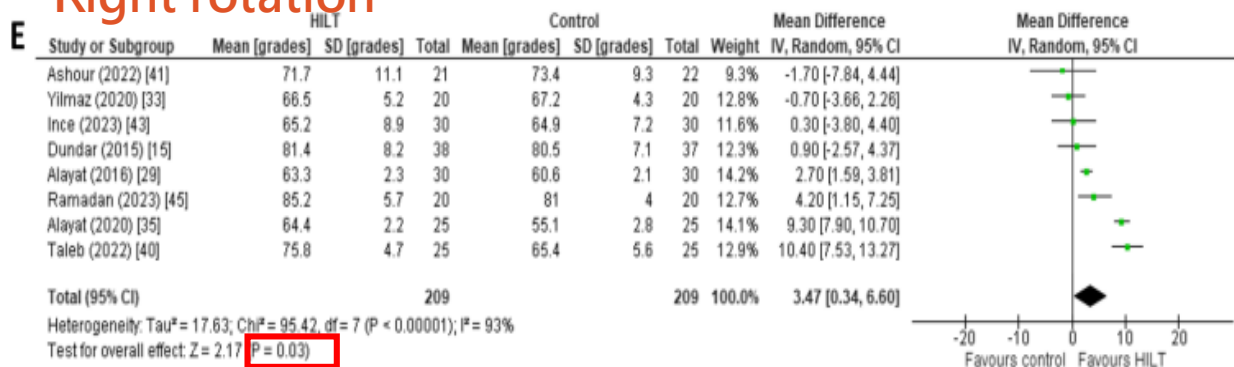 Right rotation
E
HILT Control Mean Difference Mean Difference
Study or Subgroup Mean [grades] SD [grades] Total Mean [grades] SD [grades] Total Weight IV, Random, 95% CI IV, Random, 95% CI
Ashour (2022) [41] 71.7 11.1 21 73.4 9.3 22 9.3% -1.70 [-7.84, 4.44]
Yilmaz (2020) [33] 66.5 5.2 20 67.2 4.3 20 12.8% -0.70 [-3.66, 2.26]
Ince (2023) [43] 65.2 8.9 30 64.9 7.2 30 11.6% 0.30 [-3.80, 4.40]
Dundar (2015) [15] 81.4 8.2 38 80.5 7.1 37 12.3% 0.90 [-2.57, 4.37]
Alayat (2016) [29] 63.3 2.3 30 60.6 2.1 30 14.2% 2.70 [1.59, 3.81]
Ramadan (2023) [45] 85.2 5.7 20 81 4 20 12.7% 4.20 [1.15, 7.25]
Alayat (2020) [35] 64.4 2.2 25 55.1 2.8 25 14.1% 9.30 [7.90, 10.70]
Taleb (2022) [40] 75.8 4.7 25 65.4 5.6 25 12.9% 10.40 [7.53, 13.27]
Total (95% CI) 209 209 100.0% 3.47 [0.34, 6.60]
Heterogeneity: Tau² = 17.63; Chi² = 95.42, df = 7 (P < 0.00001); I² = 93%
Test for overall effect: Z = 2.17 (P = 0.03)
-20 -10 0 10 20
Favours control Favours HILT